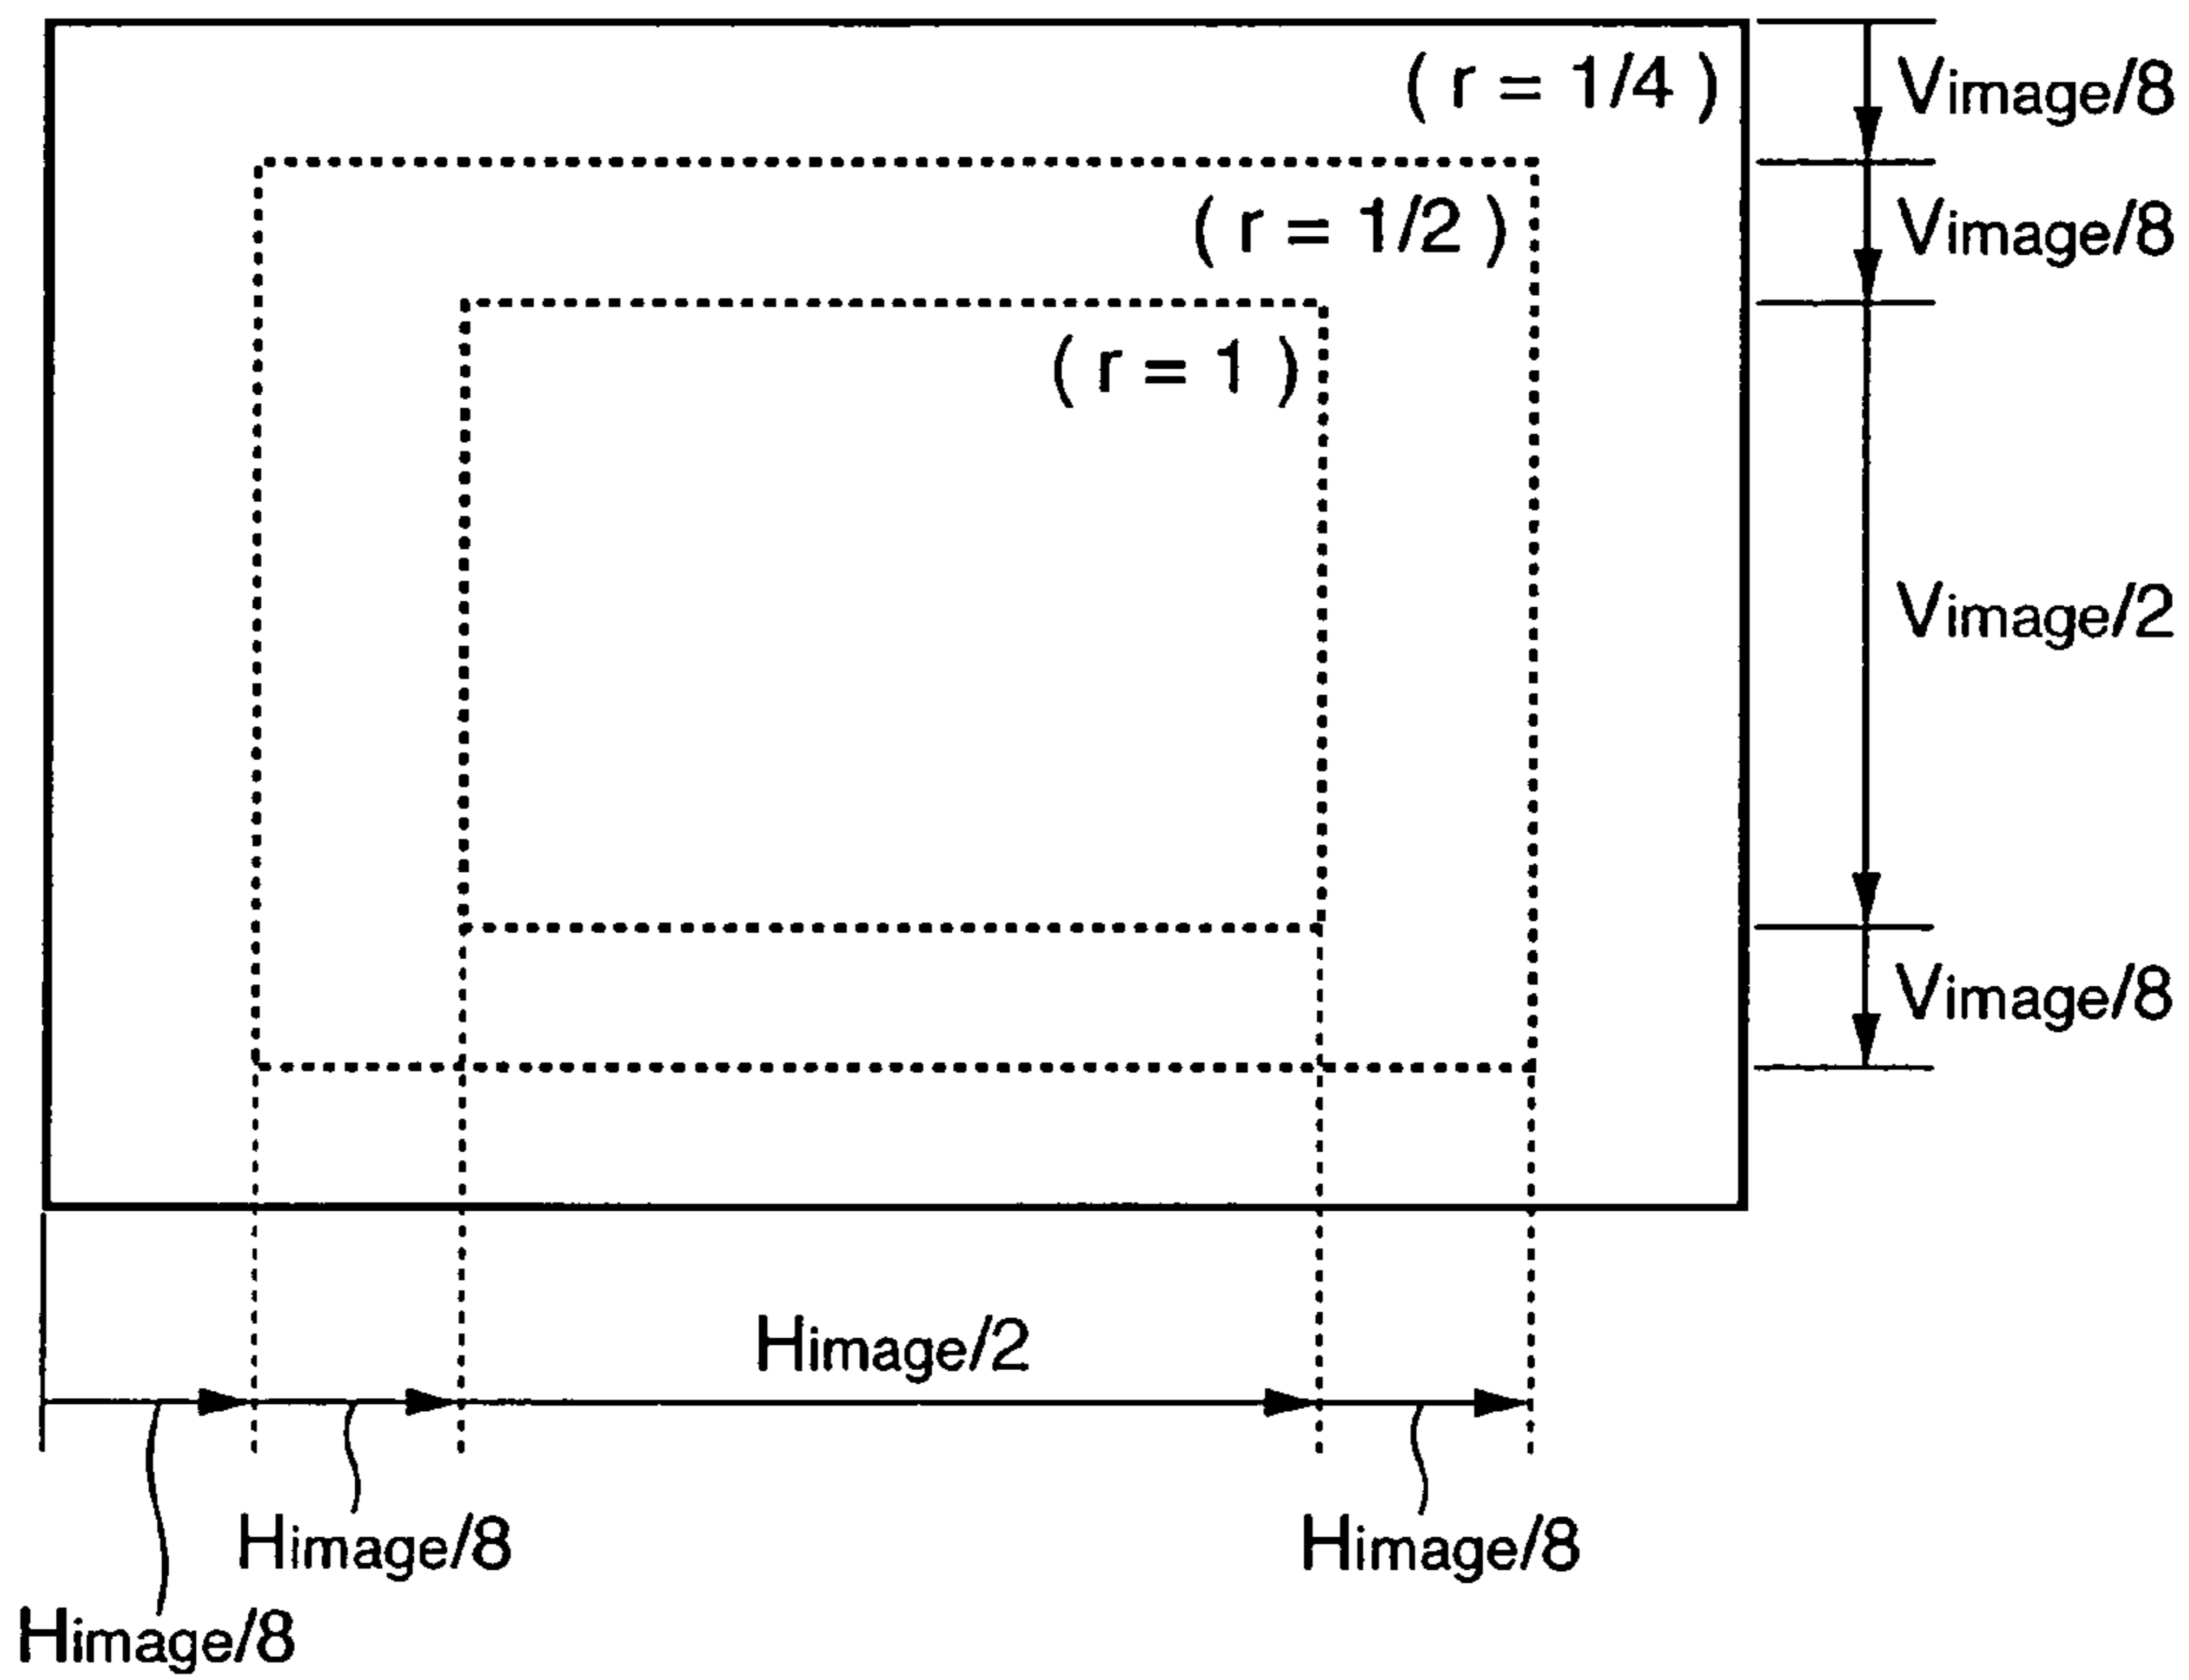 ( r = 1/4 )
Vimage/8
( r = 1/2 )
Vimage/8
( r = 1 )
Vimage/2
Vimage/8
Himage/2
Himage/8
Himage/8
Himage/8